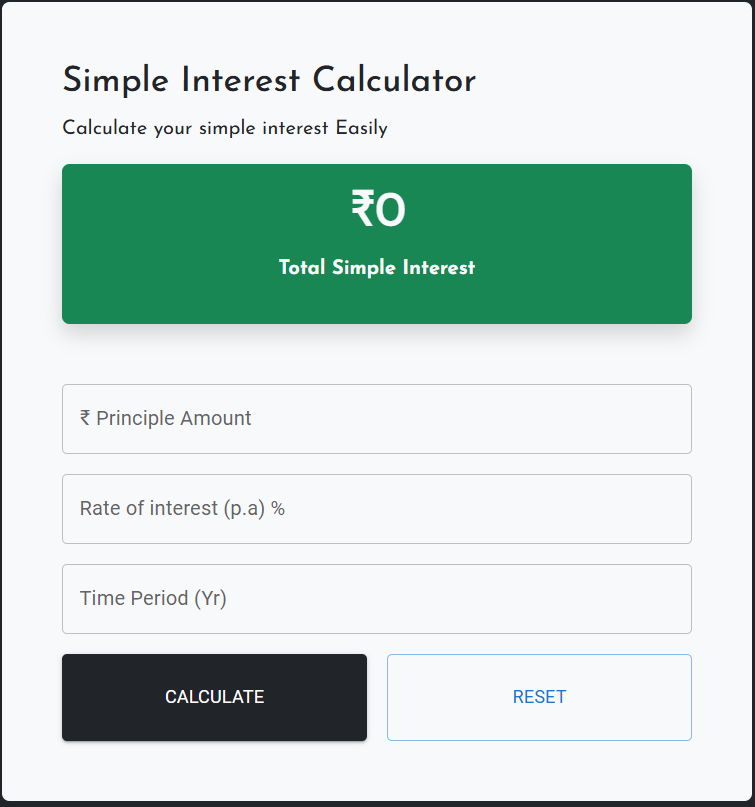 Simple Interest Calculator
Calculate your simple interest Easily
₹0
Total Simple Interest
₹ Principle Amount
Rate of interest (p.a) %
Time Period (Yr)
CALCULATE
RESET